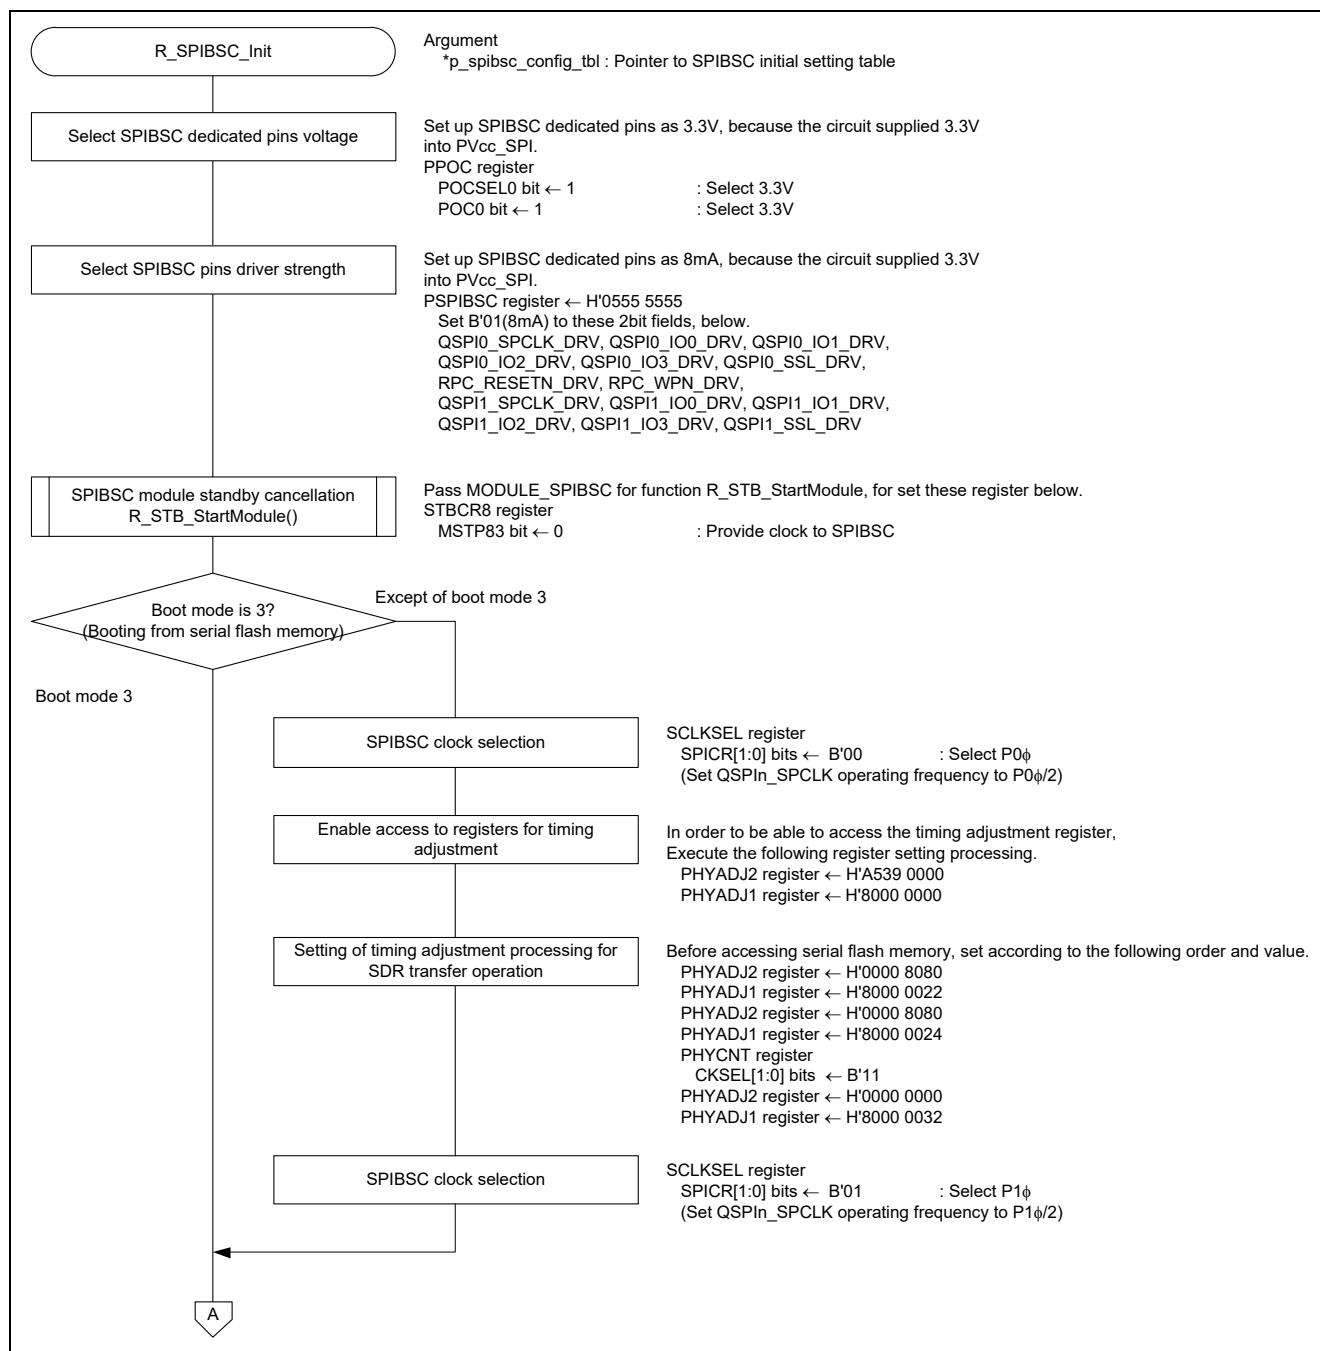 R_SPIBSC_Init
Argument
*p_spibsc_config_tbl : Pointer to SPIBSC initial setting table
Select SPIBSC dedicated pins voltage
Set up SPIBSC dedicated pins as 3.3V, because the circuit supplied 3.3V
into PVcc_SPI.
PPOC register
POCSEL0 bit ← 1 : Select 3.3V
POC0 bit ← 1 : Select 3.3V
Select SPIBSC pins driver strength
Set up SPIBSC dedicated pins as 8mA, because the circuit supplied 3.3V
into PVcc_SPI.
PSPIBSC register ← H'0555 5555
Set B'01(8mA) to these 2bit fields, below.
QSPI0_SPCLK_DRV, QSPI0_IO0_DRV, QSPI0_IO1_DRV,
QSPI0_IO2_DRV, QSPI0_IO3_DRV, QSPI0_SSL_DRV,
RPC_RESETN_DRV, RPC_WPN_DRV,
QSPI1_SPCLK_DRV, QSPI1_IO0_DRV, QSPI1_IO1_DRV,
QSPI1_IO2_DRV, QSPI1_IO3_DRV, QSPI1_SSL_DRV
SPIBSC module standby cancellation
R_STB_StartModule()
Pass MODULE_SPIBSC for function R_STB_StartModule, for set these register below.
STBCR8 register
MSTP83 bit ← 0 : Provide clock to SPIBSC
Boot mode is 3?
(Booting from serial flash memory)
Except of boot mode 3
Boot mode 3
SPIBSC clock selection
SCLKSEL register
SPICR[1:0] bits ← B'00 : Select P0ϕ
(Set QSPIn_SPCLK operating frequency to P0ϕ/2)
Enable access to registers for timing
adjustment
In order to be able to access the timing adjustment register,
Execute the following register setting processing.
PHYADJ2 register ← H'A539 0000
PHYADJ1 register ← H'8000 0000
Setting of timing adjustment processing for
SDR transfer operation
Before accessing serial flash memory, set according to the following order and value.
PHYADJ2 register ← H'0000 8080
PHYADJ1 register ← H'8000 0022
PHYADJ2 register ← H'0000 8080
PHYADJ1 register ← H'8000 0024
PHYCNT register
CKSEL[1:0] bits ← B'11
PHYADJ2 register ← H'0000 0000
PHYADJ1 register ← H'8000 0032
SPIBSC clock selection
SCLKSEL register
SPICR[1:0] bits ← B'01 : Select P1ϕ
(Set QSPIn_SPCLK operating frequency to P1ϕ/2)
A